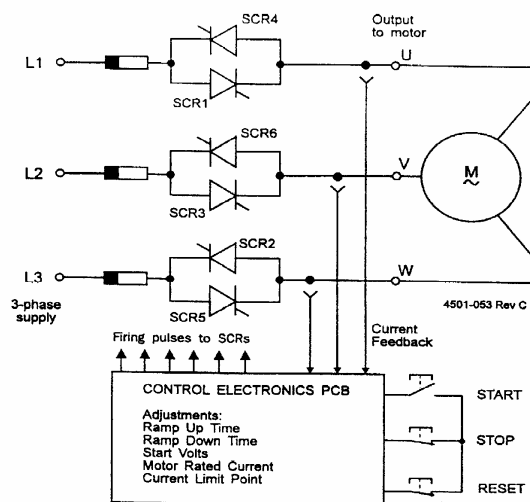 SCR4
Output
to motor
L1
U
SCR1
SCR6
L2
V
M
~
SCR3
SCR2
L3
W
3-phase
supply
SCR5
4501-053 Rev C
Firing pulses to SCRs
Current
Feedback
CONTROL ELECTRONICS PCB
Adjustments:
Ramp Up Time
Ramp Down Time
Start Volts
Motor Rated Current
Current Limit Point
START
STOP
RESET